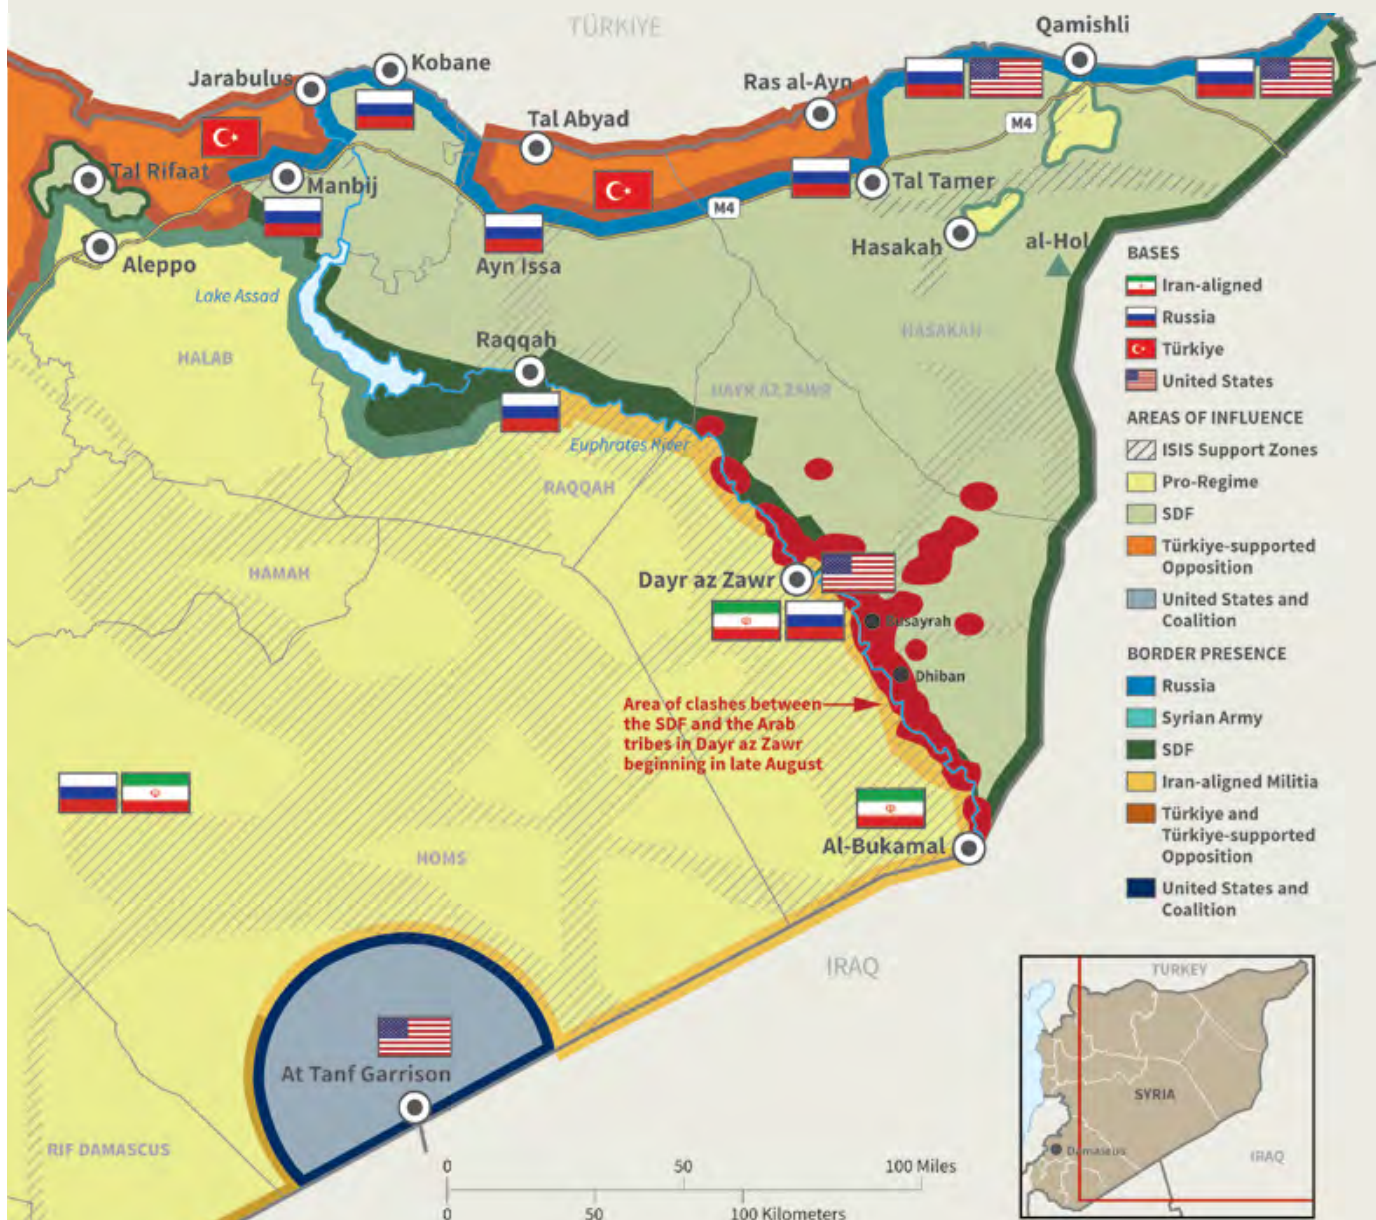 TÜRKIYE
Qamishli
Kobane
Jarabulus
Ras al-Ayn
Tal Abyad
M4
Tal Rifaat
Manbij
Tal Tamer
M4
Hasakah
al-Hol
Aleppo
Ayn Issa
Lake Assad
HALAB
HASAKAH
Raqqah
DAYR AZ ZAWR
Euphrates River
RAQQAH
HAMAH
Dayr az Zawr
Busayrah
Dhiban
Area of clashes between
the SDF and the Arab
tribes in Dayr az Zawr
beginning in late August
HOMS
Al-Bukamal
IRAQ
At Tanf Garrison
RIF DAMASCUS
BASES
Iran-aligned
Russia
Türkiye
United States
AREAS OF INFLUENCE
ISIS Support Zones
Pro-Regime
SDF
Türkiye-supported
Opposition
United States and
Coalition
BORDER PRESENCE
Russia
Syrian Army
SDF
Iran-aligned Militia
Türkiye and
Türkiye-supported
Opposition
United States and
Coalition
0 50 100 Miles
0 50 100 Kilometers
TURKEY
SYRIA
Damascus
IRAQ